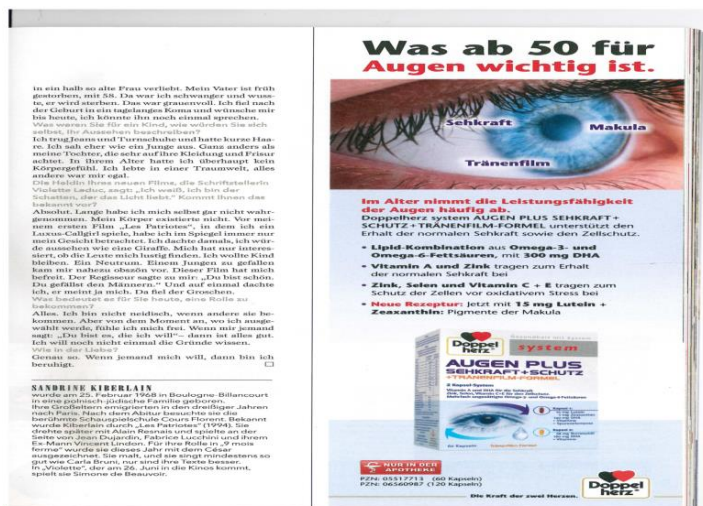 in ein halb so alte Frau verliebt. Mein Vater ist früh
gestorben, mit 58. Da war ich schwanger und wuss-
te, er wird sterben. Das war grauenvoll. Ich fiel nach
der Geburt in ein tagelanges Koma und wünsche mir
bis heute, ich könnte ihn noch einmal sprechen.
Was waren Sie für ein Kind, wie würden Sie sich
selbst, Ihr Aussehen beschreiben?
Ich trug Jeans und Turnschuhe und hatte kurze Haa-
re. Ich sah eher wie ein Junge aus. Ganz anders als
meine Tochter, die sehr auf ihre Kleidung und Frisur
achtet. In ihrem Alter hatte ich überhaupt kein
Körpergefühl. Ich lebte in einer Traumwelt, alles
andere war mir egal.
Die Heldin Ihres neuen Films, die Schriftstellerin
Violette Leduc, sagt: „Ich weiß, ich bin der
Schatten, der das Licht liebt.“ Kommt Ihnen das
bekannt vor?
Absolut. Lange habe ich mich selbst gar nicht wahr-
genommen. Mein Körper existierte nicht. Vor mei-
nem ersten Film „Les Patriotes“, in dem ich ein
Luxus-Callgirl spiele, habe ich im Spiegel immer nur
mein Gesicht betrachtet. Ich dachte damals, ich wür-
de aussehen wie eine Giraffe. Mich hat nur interes-
siert, ob die Leute mich lustig finden. Ich wollte Kind
bleiben. Ein Neutrum. Einem Jungen zu gefallen
kam mir nahezu obszön vor. Dieser Film hat mich
befreit. Der Regisseur sagte zu mir: „Du bist schön.
Du gefällst den Männern.“ Und auf einmal dachte
ich, er meint ja mich. Da fiel der Groschen.
Was bedeutet es für Sie heute, eine Rolle zu
bekommen?
Alles. Ich bin nicht neidisch, wenn andere sie be-
kommen. Aber von dem Moment an, wo ich ausge-
wählt werde, fühle ich mich frei. Wenn mir jemand
sagt: „Du bist es, die ich will“ – dann ist alles gut.
Ich will noch nicht einmal die Gründe wissen.
Wie in der Liebe?
Genau so. Wenn jemand mich will, dann bin ich
beruhigt.
SANDRINE KIBERLAIN
wurde am 25. Februar 1968 in Boulogne-Billancourt
in eine polnisch-jüdische Familie geboren.
Ihre Großeltern emigrierten in den dreißiger Jahren
nach Paris. Nach dem Abitur besuchte sie die
berühmte Schauspielschule Cours Florent. Bekannt
wurde Kiberlain durch „Les Patriotes“ (1994). Sie
drehte später mit Alain Resnais und spielte an der
Seite von Jean Dujardin, Fabrice Lucchini und ihrem
Ex-Mann Vincent Lindon. Für ihre Rolle in „9 mois
ferme“ wurde sie dieses Jahr mit dem César
ausgezeichnet. Sie malt, und sie singt mindestens so
gut wie Carla Bruni, nur sind ihre Texte besser.
In „Violette“, der am 26. Juni in die Kinos kommt,
spielt sie Simone de Beauvoir.
Was ab 50 für
Augen wichtig ist.
Sehkraft
Makula
Tränenfilm
Im Alter nimmt die Leistungsfähigkeit
der Augen häufig ab.
Doppelherz system AUGEN PLUS SEHKRAFT+
SCHUTZ+TRÄNENFILM-FORMEL unterstützt den
Erhalt der normalen Sehkraft sowie den Zellschutz.
• Lipid-Kombination aus Omega-3- und
Omega-6-Fettsäuren, mit 300 mg DHA
• Vitamin A und Zink tragen zum Erhalt
der normalen Sehkraft bei
• Zink, Selen und Vitamin C + E tragen zum
Schutz der Zellen vor oxidativem Stress bei
• Neue Rezeptur: Jetzt mit 15 mg Lutein +
Zeaxanthin: Pigmente der Makula
Doppel
herz
system
AUGEN PLUS
SEHKRAFT+SCHUTZ
+TRÄNENFILM-FORMEL
2 Kapsel-System:
NUR IN DER
APOTHEKE
PZN: 05517713 (60 Kapseln)
PZN: 06560987 (120 Kapseln)
Doppel
herz
Die Kraft der zwei Herzen.